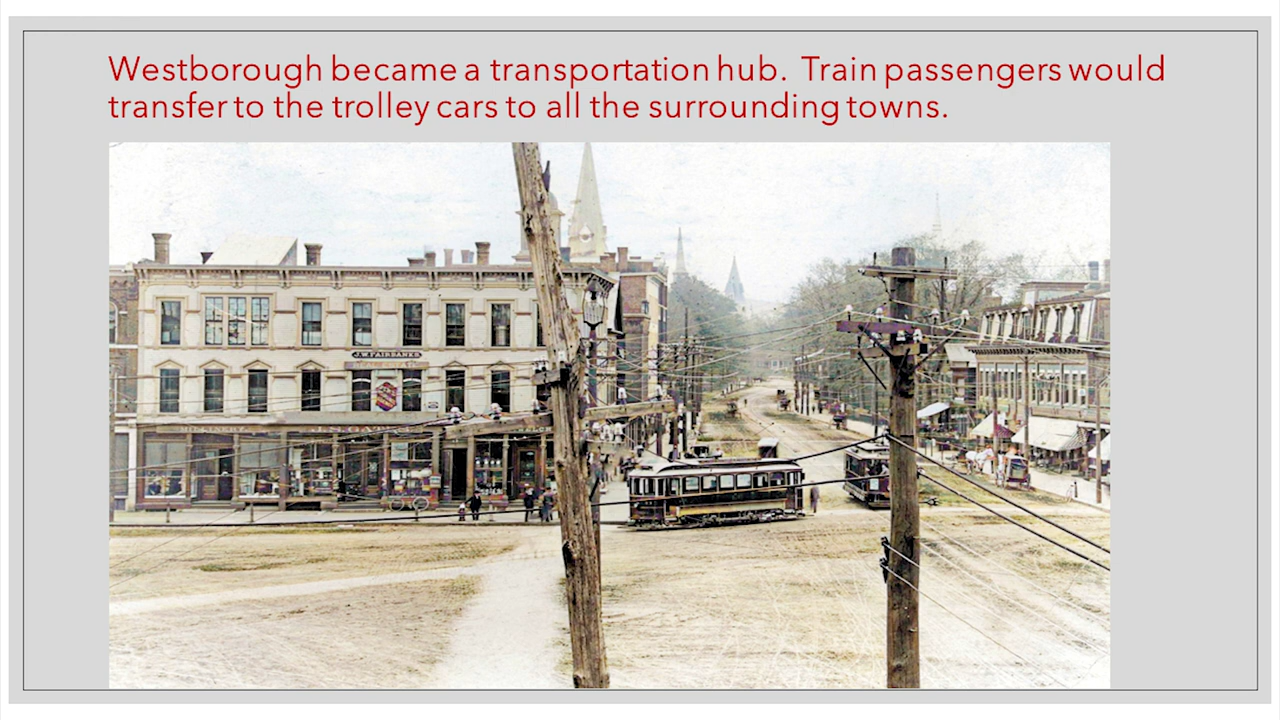 Westborough became a transportation hub. Train passengers would
transfer to the trolley cars to all the surrounding towns.
J.W. FAIRBANKS